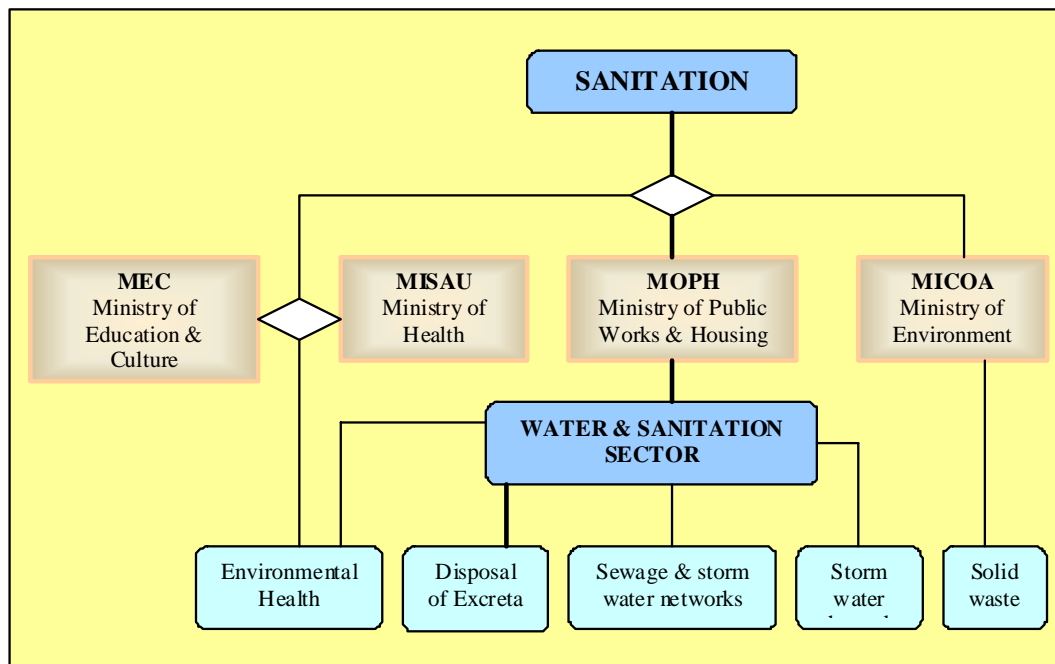 SANITATION
MEC
Ministry of
Education &
Culture
MISAU
Ministry of
Health
MOPH
Ministry of Public
Works & Housing
MICOA
Ministry of
Environment
WATER & SANITATION
SECTOR
Environmental
Health
Disposal
of Excreta
Sewage & storm
water networks
Storm
water
Solid
waste